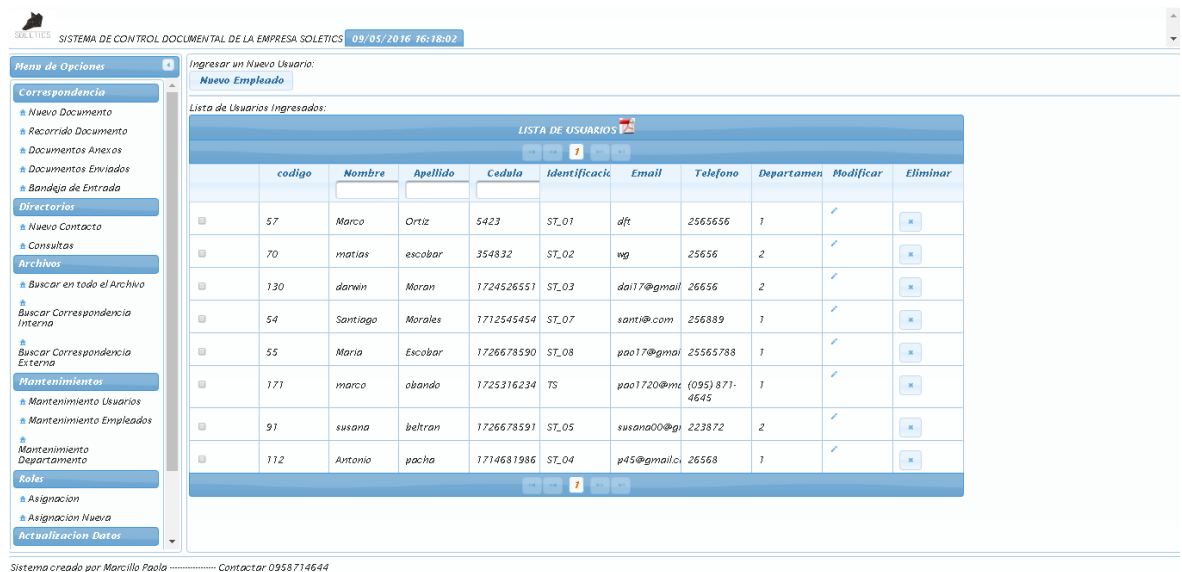 SOLETICS
SISTEMA DE CONTROL DOCUMENTAL DE LA EMPRESA SOLETICS 09/05/2016 16:18:02
Menu de Opciones
Correspondencia
Nuevo Documento
Recorrido Documento
Documentos Anexos
Documentos Enviados
Bandeja de Entrada
Directorios
Nuevo Contacto
Consultas
Archivos
Buscar en todo el Archivo
Buscar Correspondencia
Interna
Buscar Correspondencia
Externa
Mantenimientos
Mantenimiento Usuarios
Mantenimiento Empleados
Mantenimiento
Departamento
Roles
Asignacion
Asignacion Nueva
Actualizacion Datos
Ingresar un Nuevo Usuario:
Nuevo Empleado
Lista de Usuarios Ingresados:
LISTA DE USUARIOS
1
codigo Nombre Apellido Cedula Identificacic Email Telefono Departamen Modificar Eliminar
57 Marco Ortiz 5423 ST_01 dft 2565656 1
70 matias escobar 354832 ST_02 wg 25656 2
130 darwin Moran 1724526551 ST_03 dai17@gmail 26656 2
54 Santiago Morales 1712545454 ST_07 santi@.com 256889 1
55 Maria Escobar 1726678590 ST_08 pao17@gmai 25565788 1
171 marco obando 1725316234 TS pao1720@mc (095) 871-
4645 1
91 susana beltran 1726678591 ST_05 susana00@gi 223872 2
112 Antonio pacha 1714681986 ST_04 p45@gmail.c 26568 1
1
Sistema creado por Marcillo Paola ----------------- Contactar 0958714644